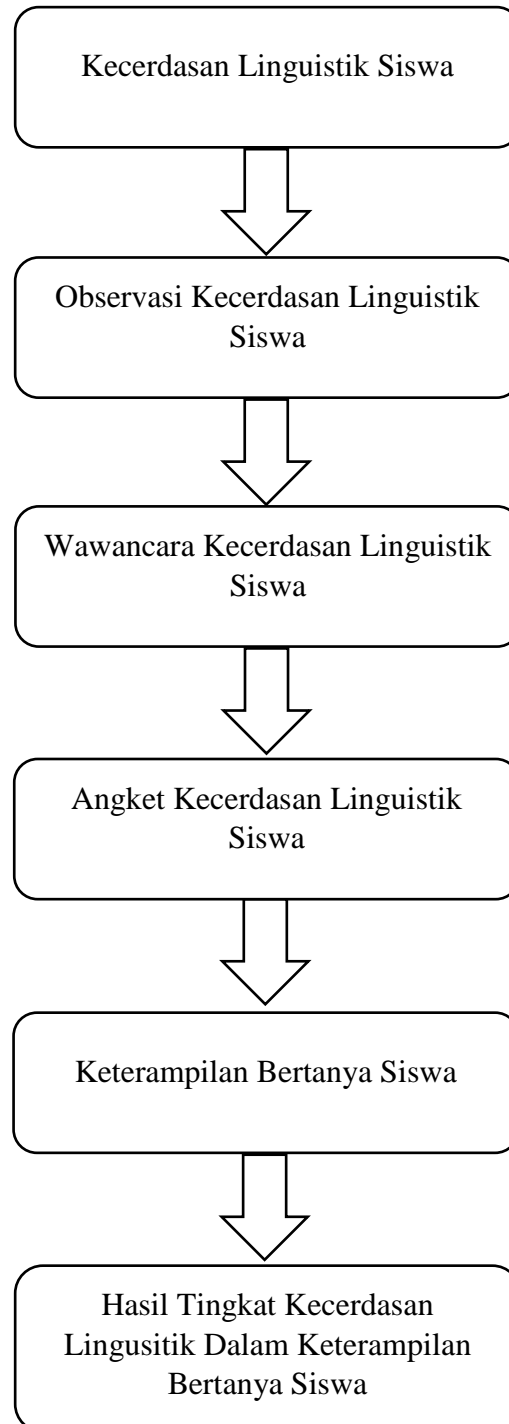 Kecerdasan Linguistik Siswa
Observasi Kecerdasan Linguistik
Siswa
Wawancara Kecerdasan Linguistik
Siswa
Angket Kecerdasan Linguistik
Siswa
Keterampilan Bertanya Siswa
Hasil Tingkat Kecerdasan
Lingusitik Dalam Keterampilan
Bertanya Siswa